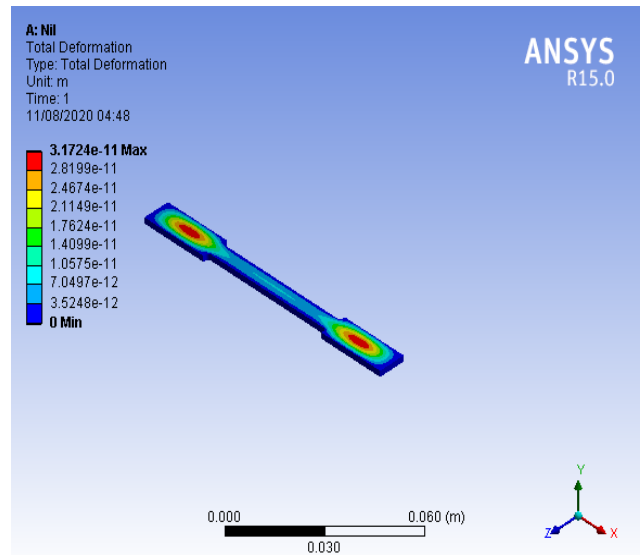 A: Nil
Total Deformation
Type: Total Deformation
Unit: m
Time: 1
11/08/2020 04:48
ANSYS
R15.0
3.1724e-11 Max
2.8199e-11
2.4674e-11
2.1149e-11
1.7624e-11
1.4099e-11
1.0575e-11
7.0497e-12
3.5248e-12
0 Min
0.000
0.060 (m)
0.030
Y
Z
X